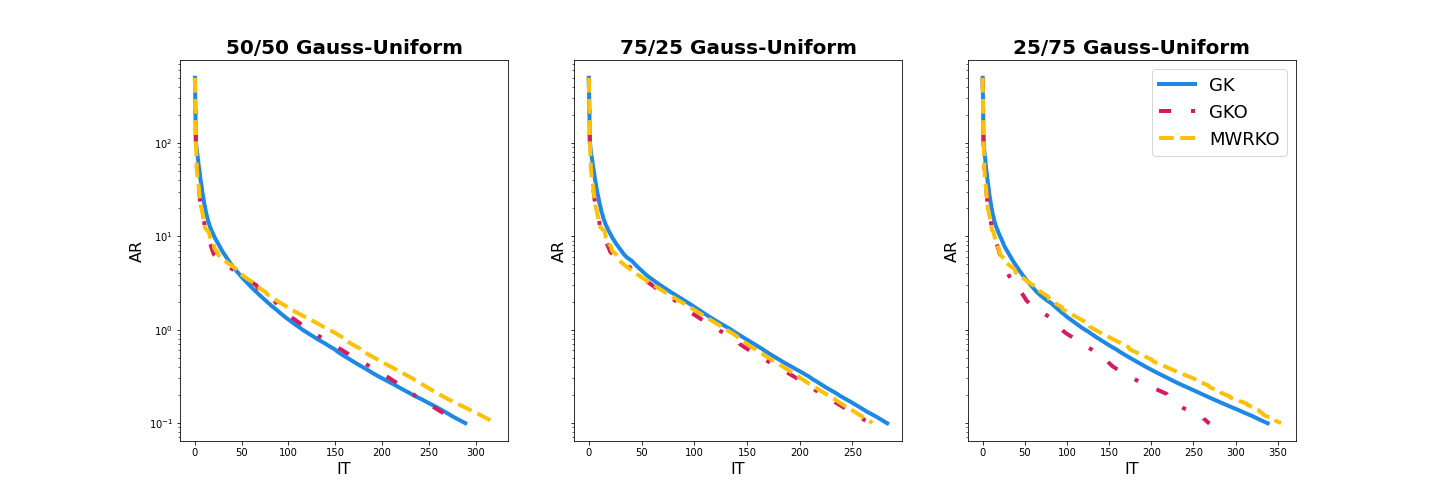 50/50 Gauss-Uniform
75/25 Gauss-Uniform
25/75 Gauss-Uniform
GK
GKO
MWRKO
AR
10²
10¹
10⁰
10⁻¹
0 50 100 150 200 250 300
IT
AR
0 50 100 150 200 250
IT
AR
0 50 100 150 200 250 300 350
IT